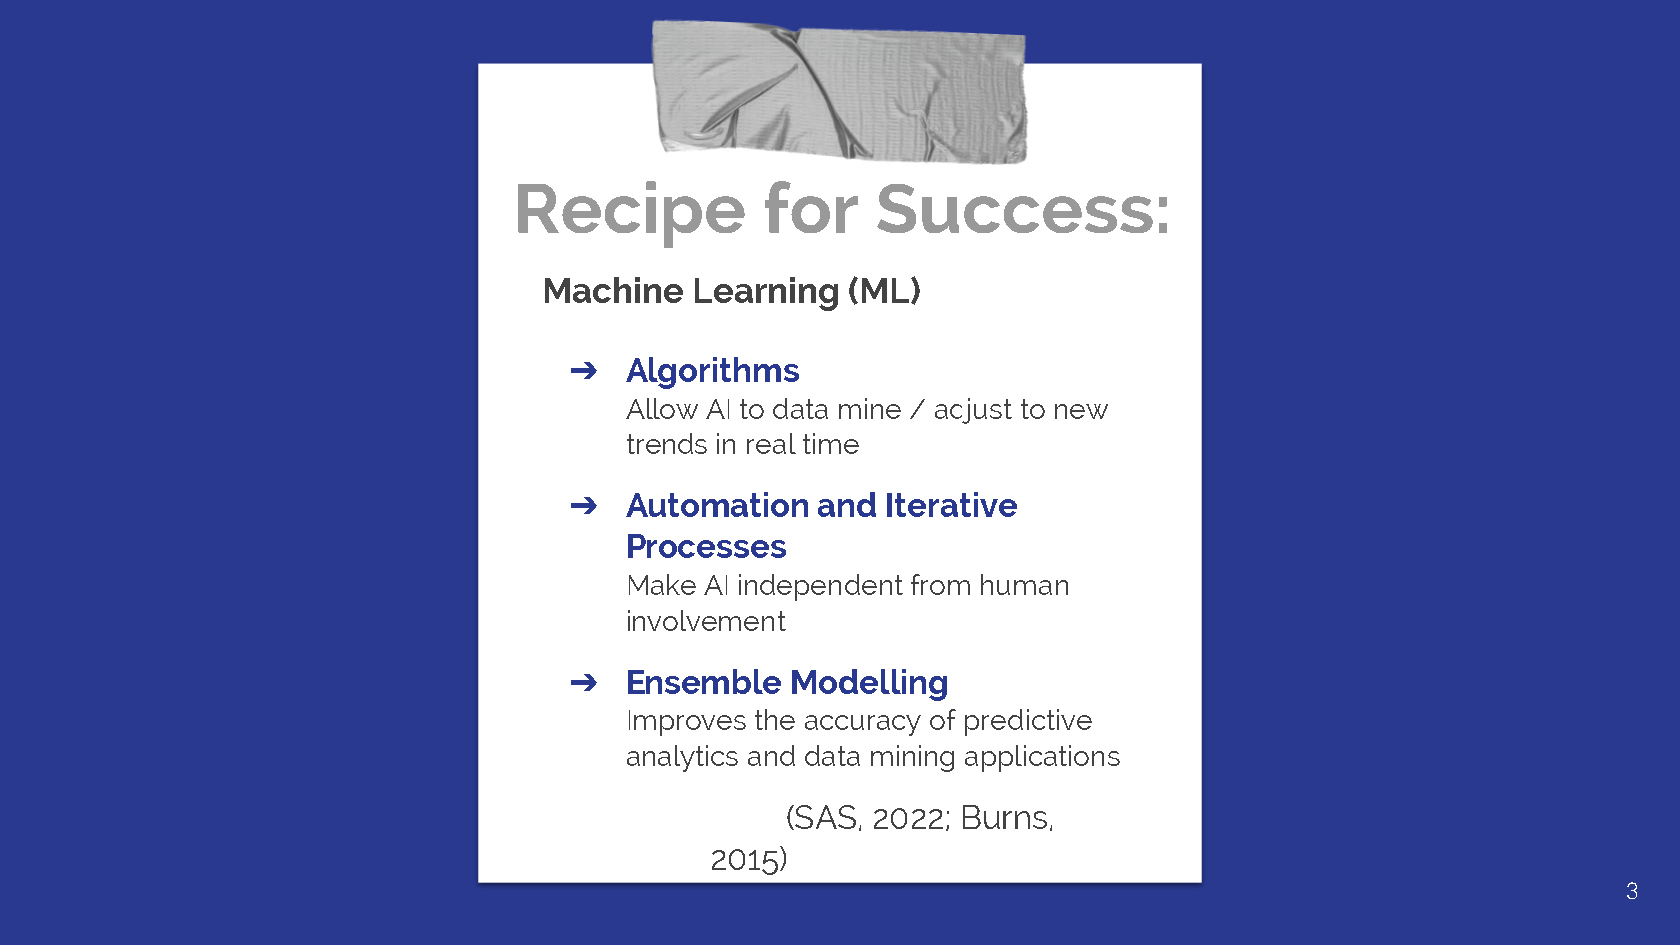 Recipe for Success:
Machine Learning (ML)
➔ Algorithms
Allow AI to data mine / acjust to new
trends in real time
➔ Automation and Iterative
Processes
Make AI independent from human
involvement
➔ Ensemble Modelling
Improves the accuracy of predictive
analytics and data mining applications
(SAS, 2022; Burns,
2015)
3